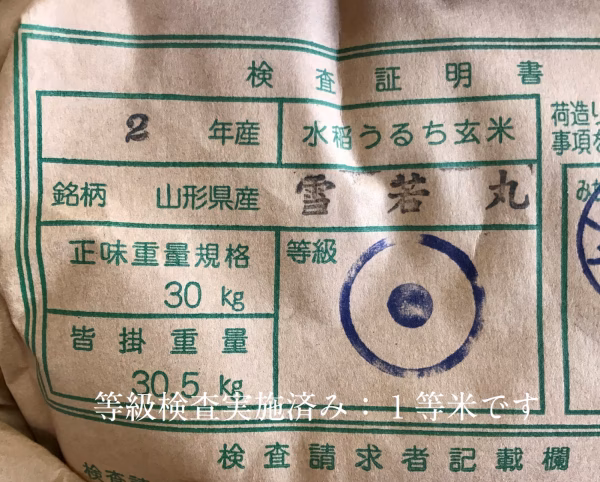 検査証明書
2 年産 水稲うるち玄米
荷造り
事項を
銘柄 山形県産 雪若丸
正味重量規格
30 kg
等級
皆掛重量
30.5 kg
等級検査実施済み：１等米です
検査請求者記載欄